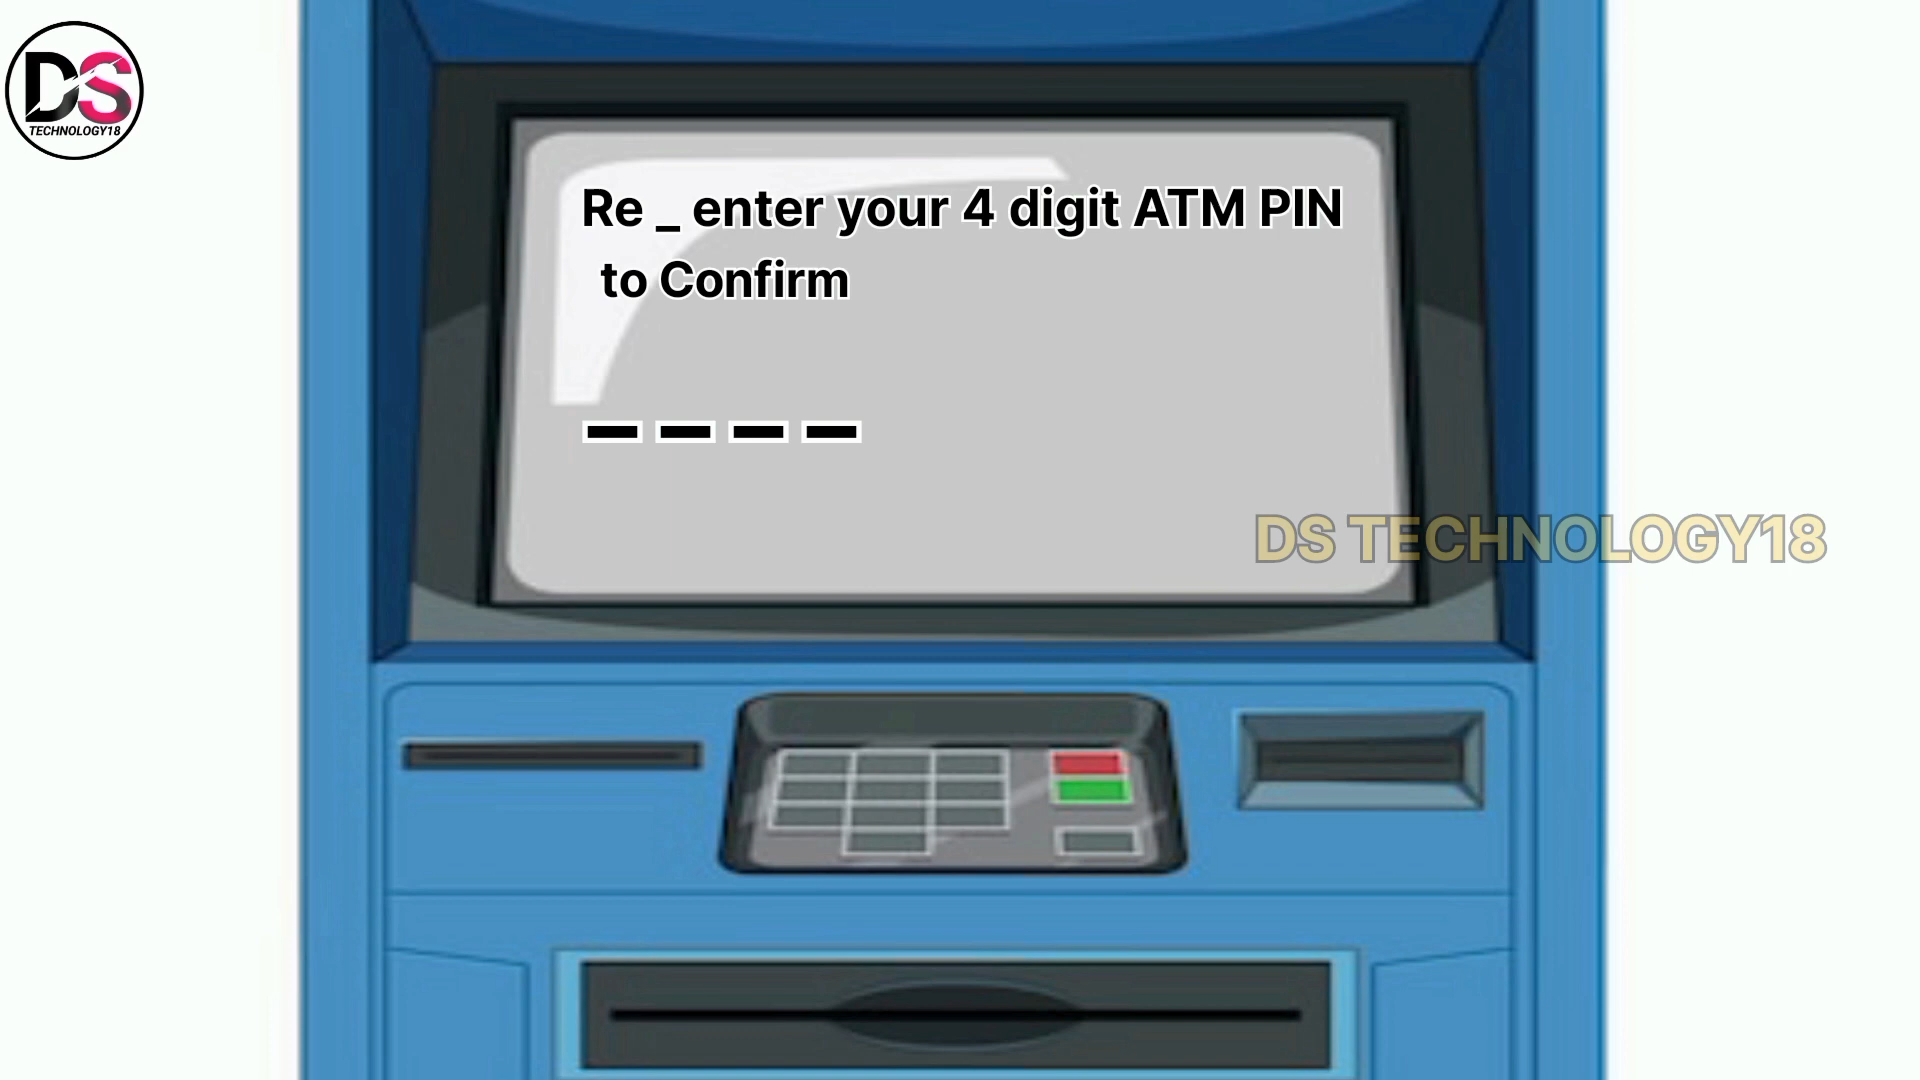 DS
TECHNOLOGY18
Re _ enter your 4 digit ATM PIN
to Confirm
_ _ _ _
DS TECHNOLOGY18